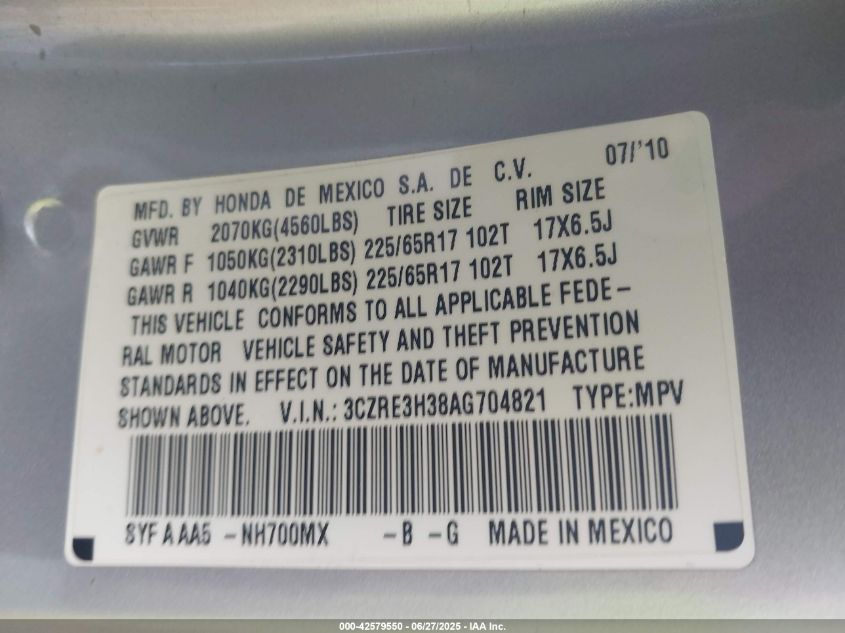 07/'10
MFD. BY HONDA DE MEXICO S.A. DE C.V.
GVWR 2070KG(4560LBS) TIRE SIZE RIM SIZE
GAWR F 1050KG(2310LBS) 225/65R17 102T 17X6.5J
GAWR R 1040KG(2290LBS) 225/65R17 102T 17X6.5J
THIS VEHICLE CONFORMS TO ALL APPLICABLE FEDE-
RAL MOTOR VEHICLE SAFETY AND THEFT PREVENTION
STANDARDS IN EFFECT ON THE DATE OF MANUFACTURE
SHOWN ABOVE. V.I.N.: 3CZRE3H38AG704821 TYPE:MPV
SYF A AA5 -NH700MX -B -G MADE IN MEXICO
000-42579550 - 06/27/2025 - IAA Inc.